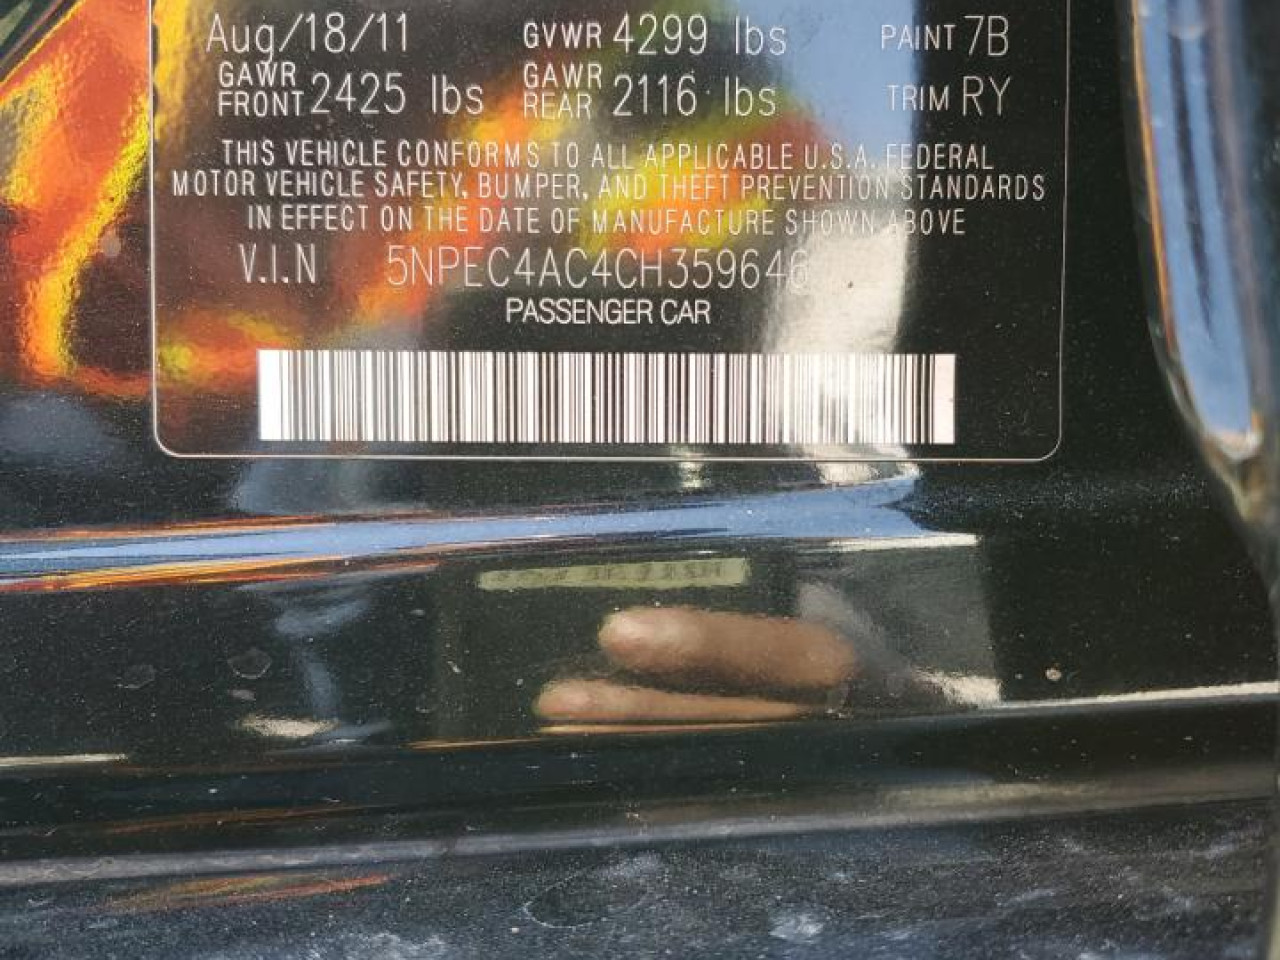 Aug/18/11 GVWR 4299 lbs PAINT 7B
GAWR FRONT 2425 lbs GAWR REAR 2116 lbs TRIM RY
THIS VEHICLE CONFORMS TO ALL APPLICABLE U.S.A. FEDERAL
MOTOR VEHICLE SAFETY, BUMPER, AND THEFT PREVENTION STANDARDS
IN EFFECT ON THE DATE OF MANUFACTURE SHOWN ABOVE
V.I.N 5NPEC4AC4CH359646
PASSENGER CAR